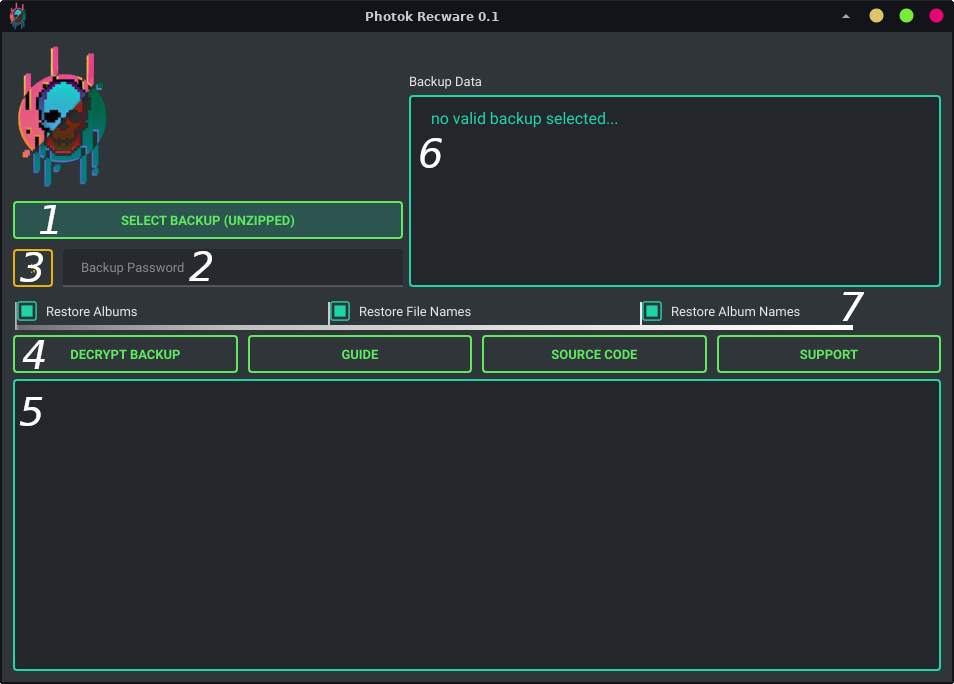 Photok Recware 0.1
Backup Data
no valid backup selected...
6
1 SELECT BACKUP (UNZIPPED)
3 Backup Password 2
Restore Albums Restore File Names Restore Album Names 7
4 DECRYPT BACKUP GUIDE SOURCE CODE SUPPORT
5